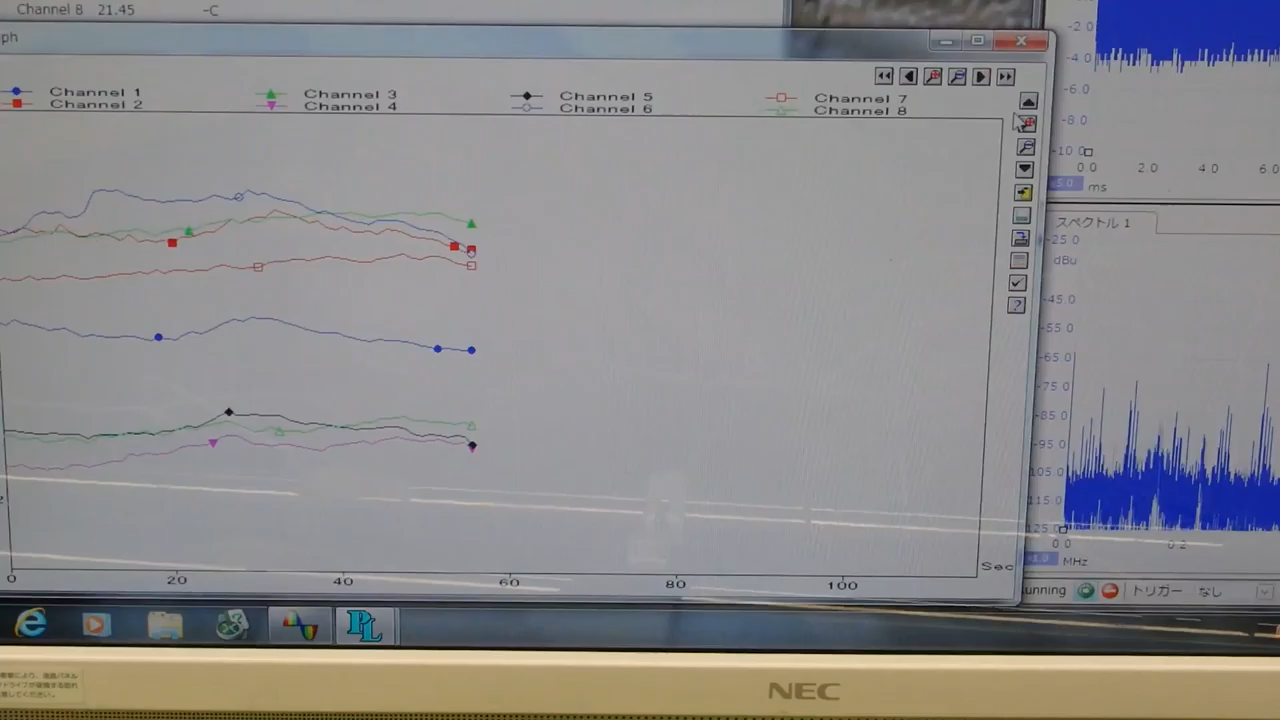 Channel 8 21.45 -C
ph
Channel 1
Channel 2
Channel 3
Channel 4
Channel 5
Channel 6
Channel 7
Channel 8
0 20 40 60 80 100
Sec
-2 0
-4 0
-6.0
-8 0
-10 0
0 0 2 0 4 0 6 0
ms
スペクトル 1
-25 0
dBu
-45.0
-55 0
-65.0
-75 0
-85.0
-95 0
105 0
115.0
125 0
0 0 0 2
MHz
unning トリガー なし
PL
NEC